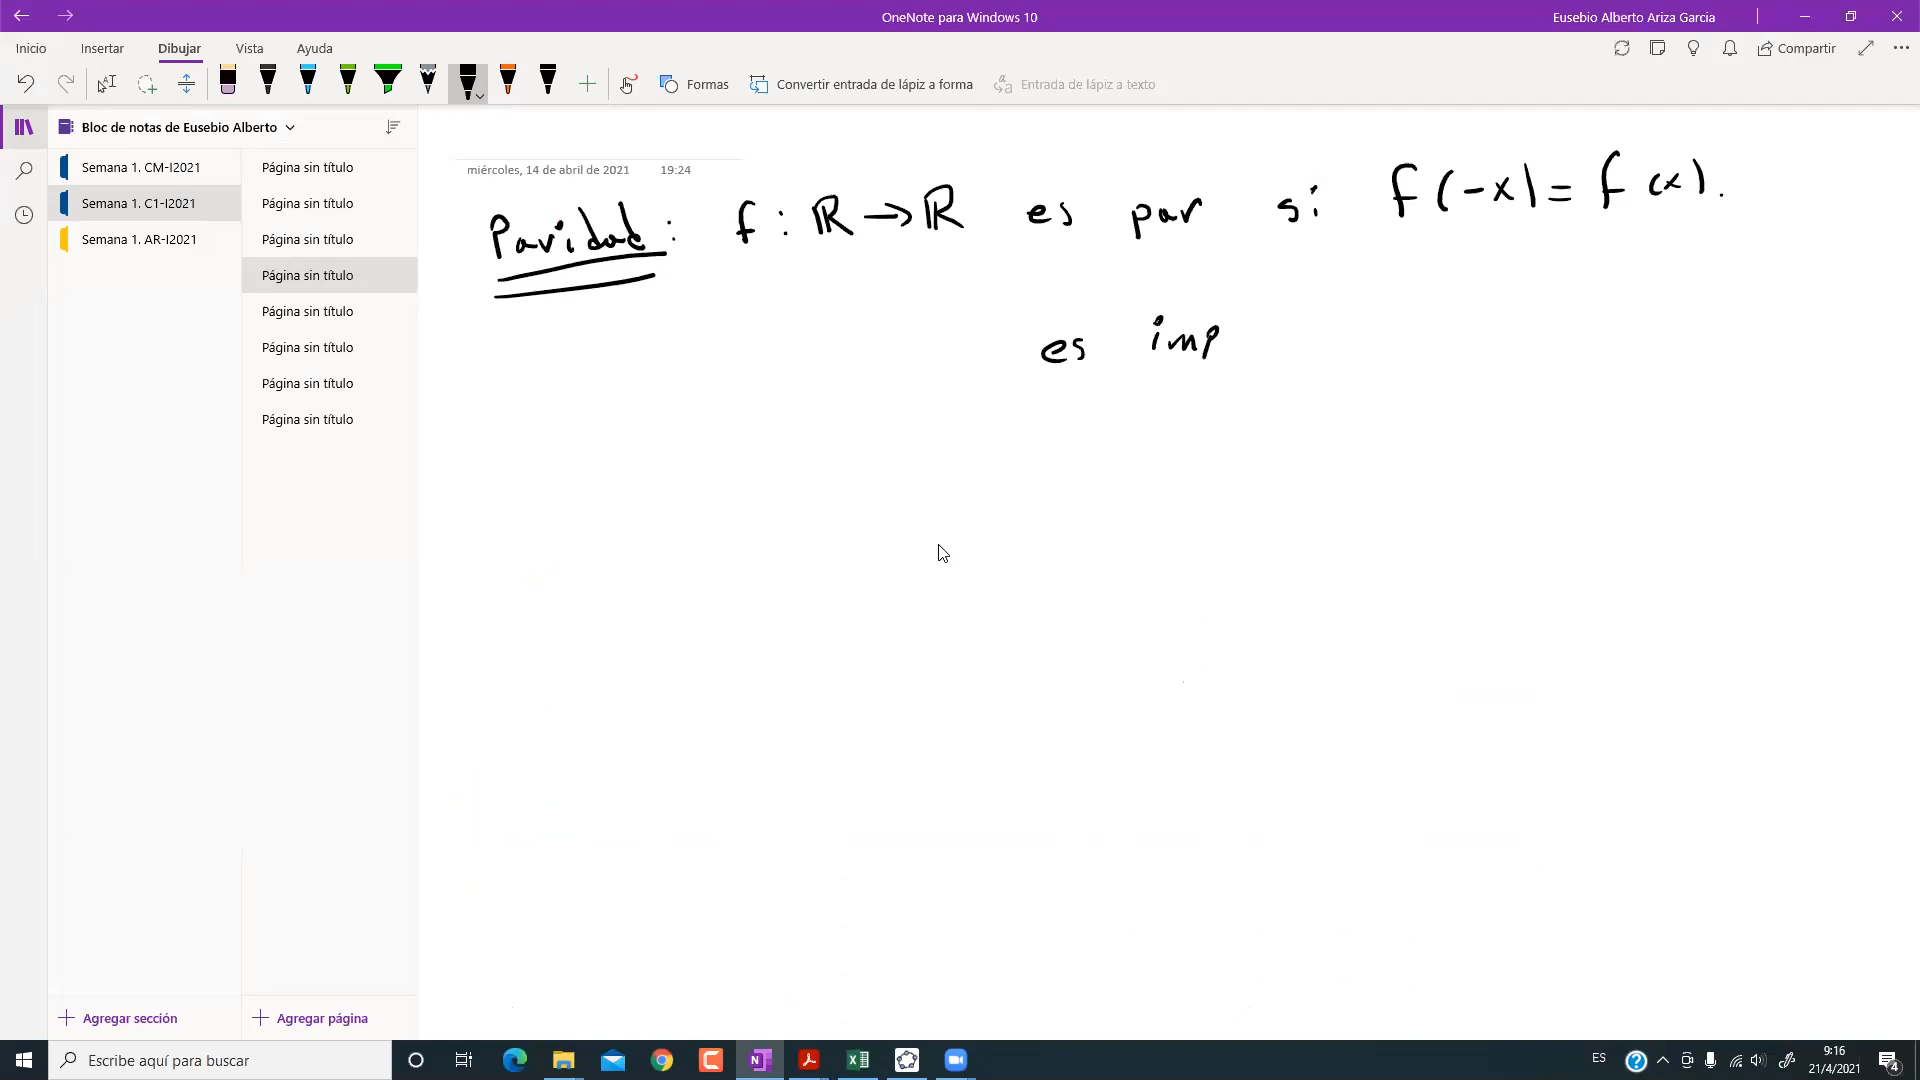 OneNote para Windows 10
Eusebio Alberto Ariza Garcia
Inicio Insertar Dibujar Vista Ayuda
Compartir
Formas Convertir entrada de lápiz a forma Entrada de lápiz a texto
Bloc de notas de Eusebio Alberto
Semana 1. CM-I2021
Semana 1. C1-I2021
Semana 1. AR-I2021
Página sin título
Página sin título
Página sin título
Página sin título
Página sin título
Página sin título
Página sin título
Página sin título
Agregar sección
Agregar página
miércoles, 14 de abril de 2021 19:24
Paridad: f: ℝ → ℝ es par si f(-x) = f(x).
es imp
Escribe aquí para buscar
ES
9:16
21/4/2021
4